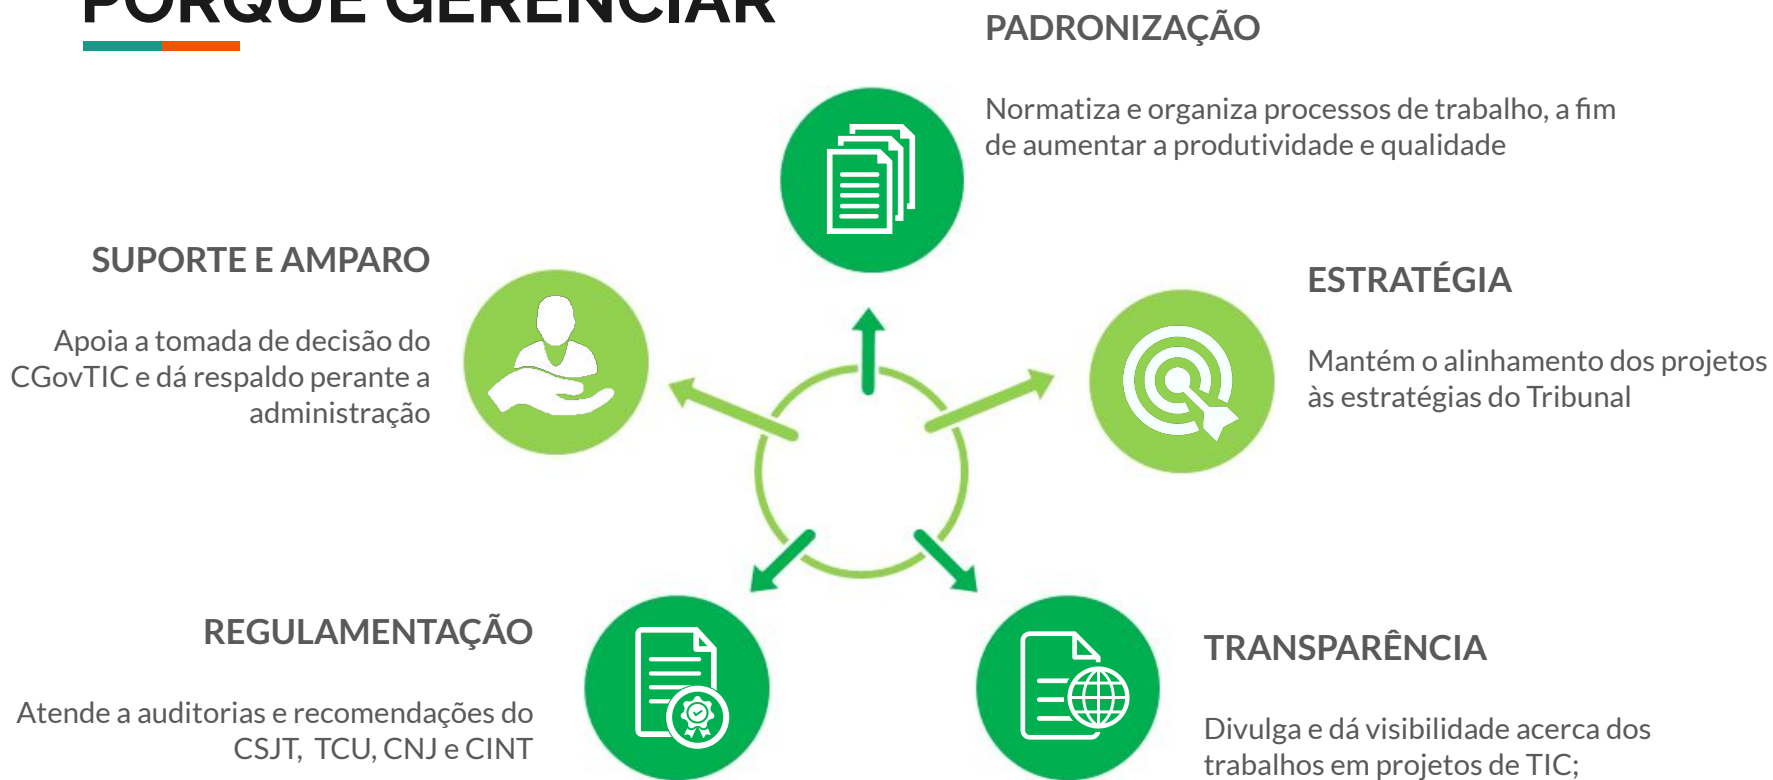 PORQUE GERENCIAR
PADRONIZAÇÃO
Normatiza e organiza processos de trabalho, a fim
de aumentar a produtividade e qualidade
SUPORTE E AMPARO
Apoia a tomada de decisão do
CGovTIC e dá respaldo perante a
administração
ESTRATÉGIA
Mantém o alinhamento dos projetos
às estratégias do Tribunal
REGULAMENTAÇÃO
Atende a auditorias e recomendações do
CSJT, TCU, CNJ e CINT
TRANSPARÊNCIA
Divulga e dá visibilidade acerca dos
trabalhos em projetos de TIC;